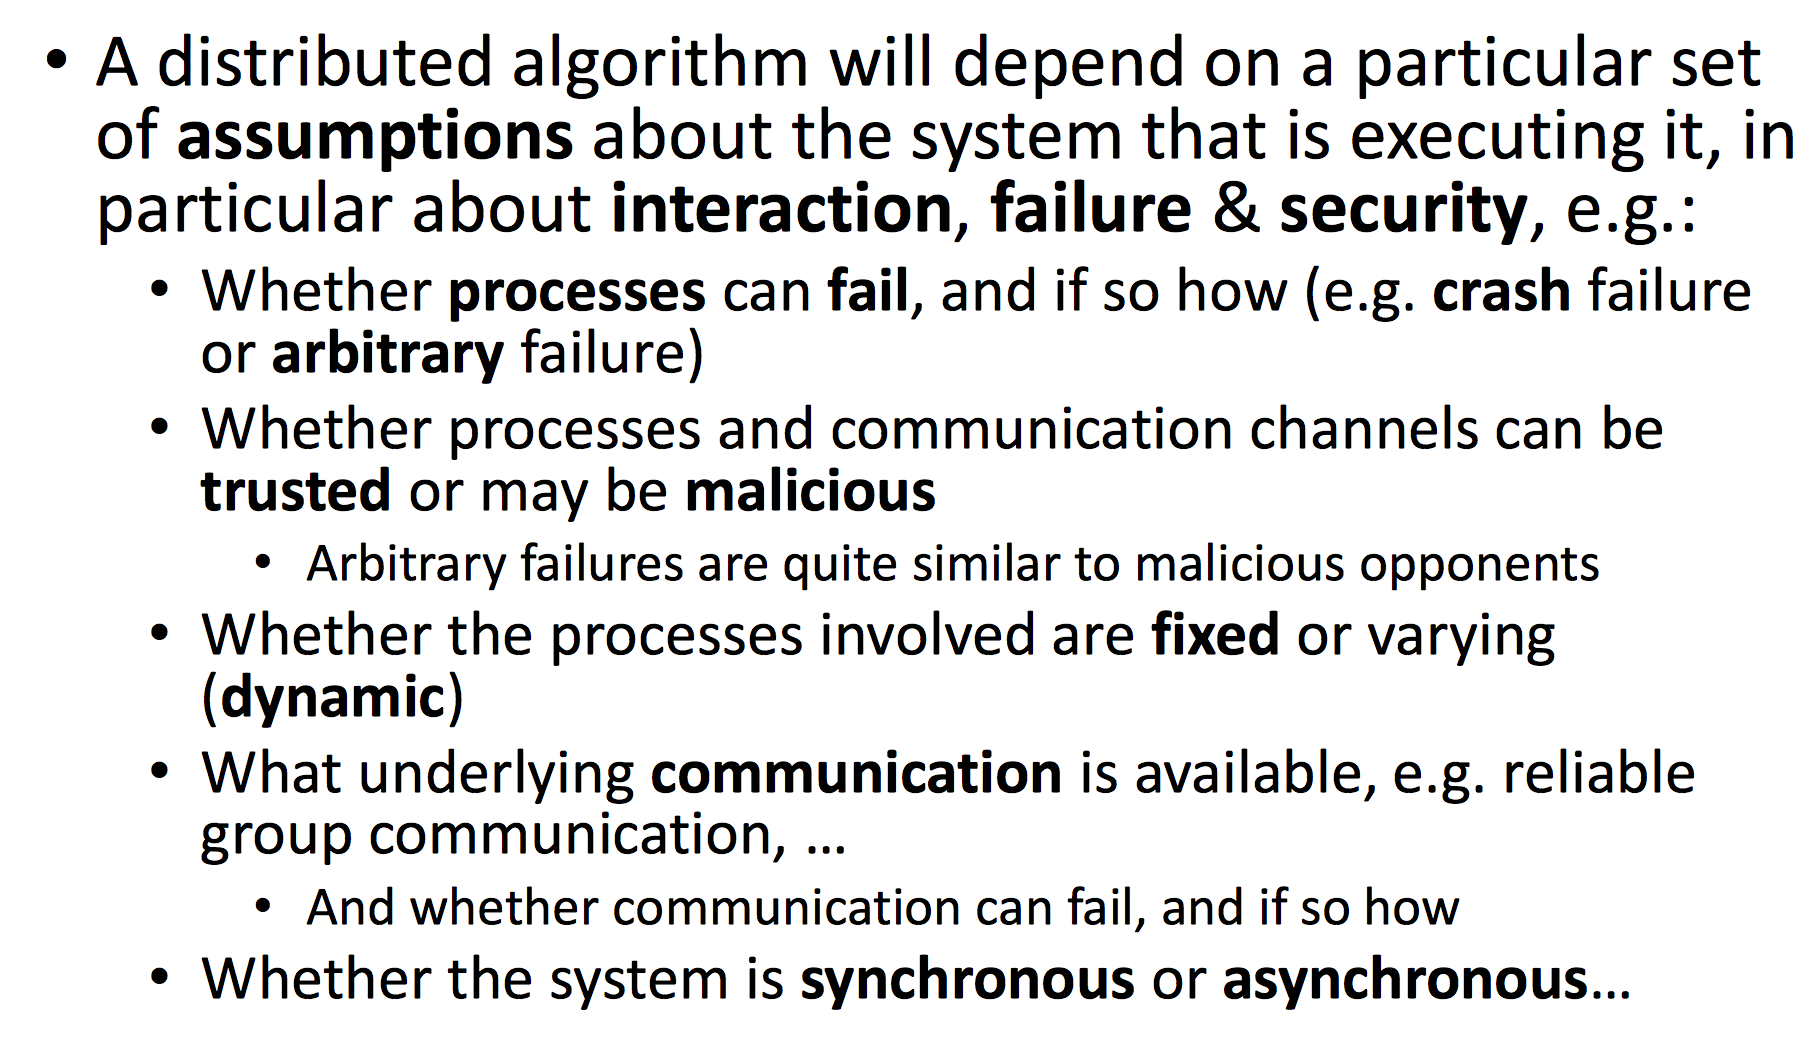 • A distributed algorithm will depend on a particular set
of assumptions about the system that is executing it, in
particular about interaction, failure & security, e.g.:
• Whether processes can fail, and if so how (e.g. crash failure
or arbitrary failure)
• Whether processes and communication channels can be
trusted or may be malicious
• Arbitrary failures are quite similar to malicious opponents
• Whether the processes involved are fixed or varying
(dynamic)
• What underlying communication is available, e.g. reliable
group communication, …
• And whether communication can fail, and if so how
• Whether the system is synchronous or asynchronous…